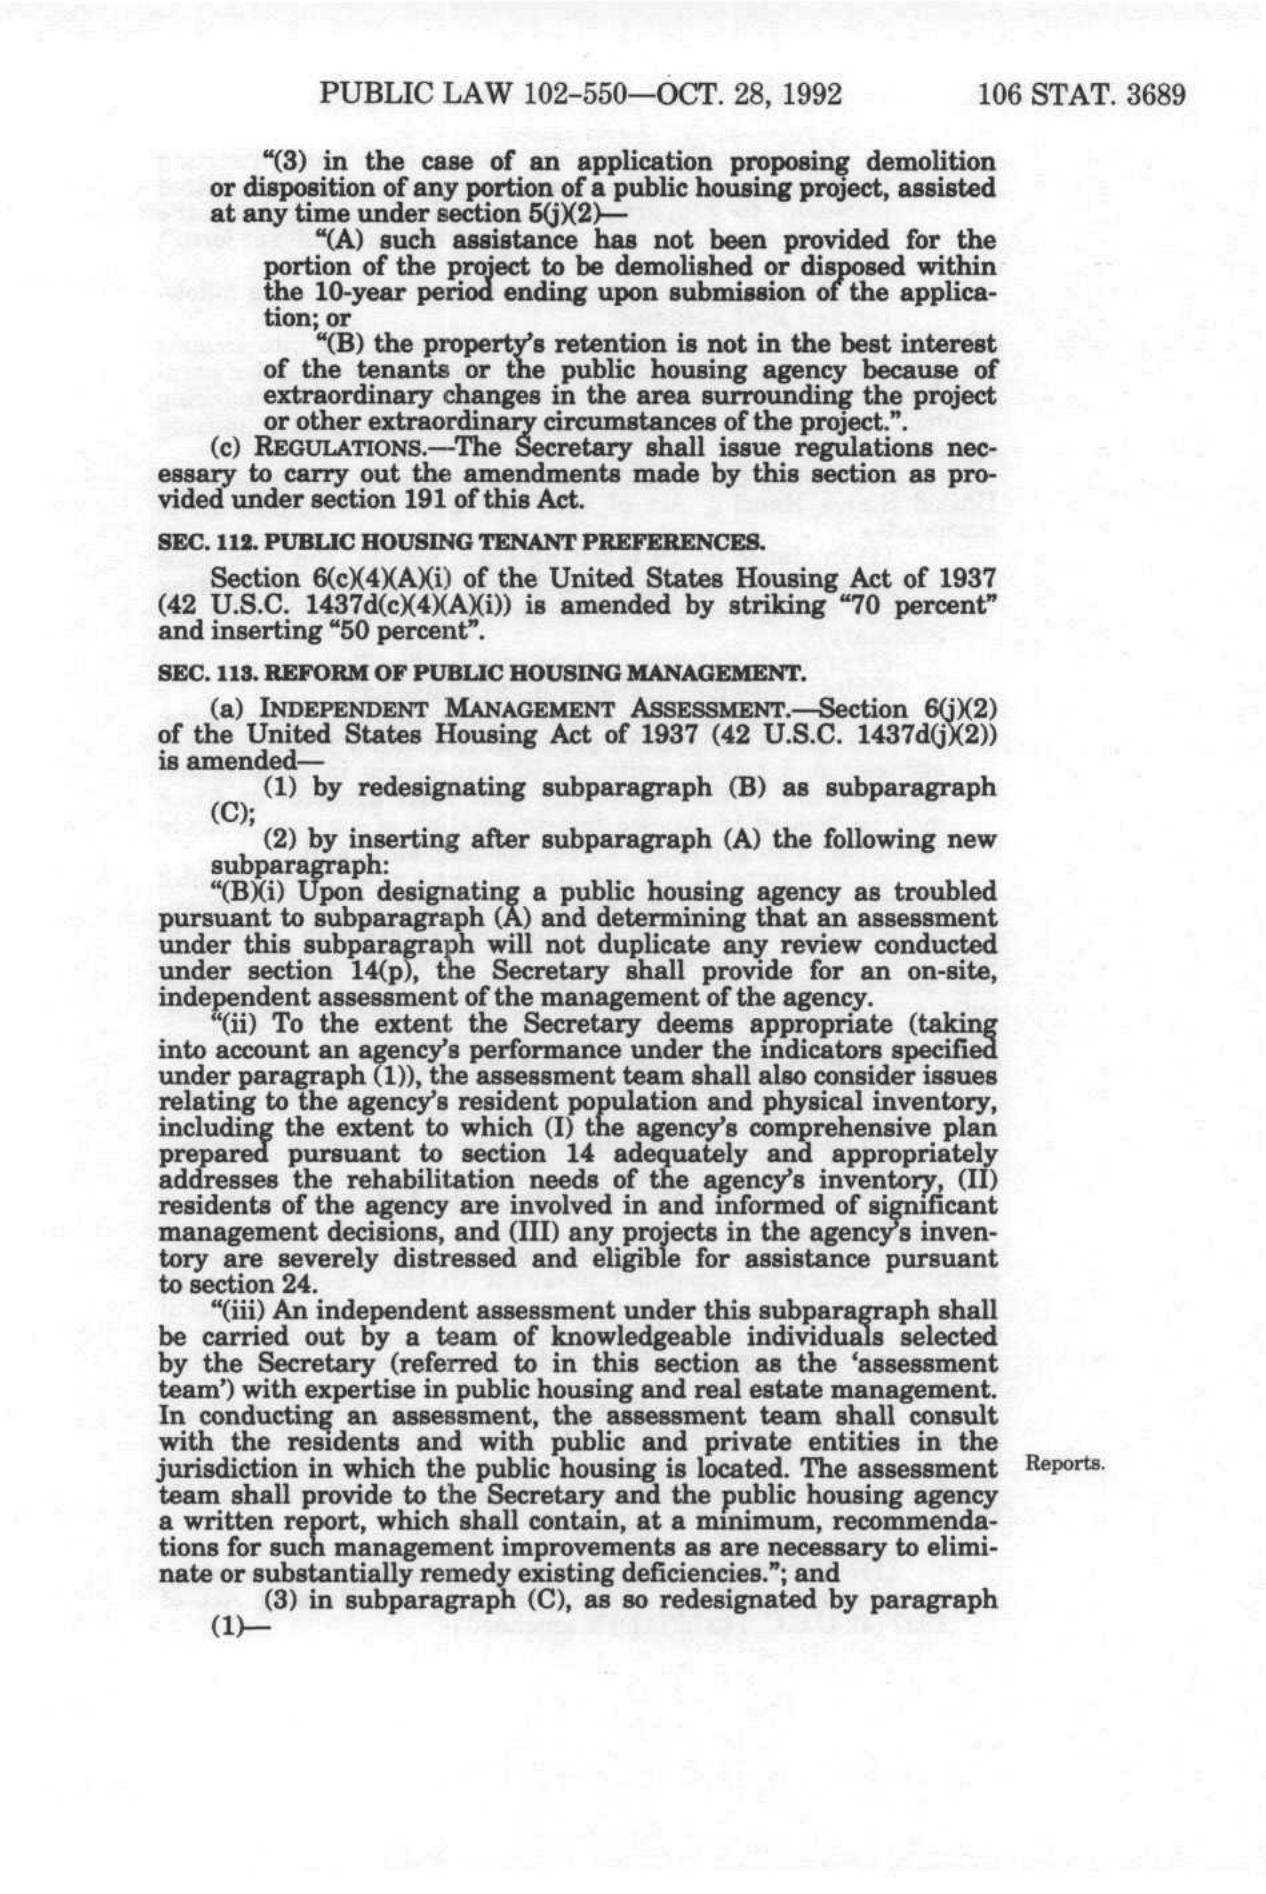 PUBLIC LAW 102-550—OCT. 28, 1992 106 STAT. 3689
“(3) in the case of an application proposing demolition
or disposition of any portion of a public housing project, assisted
at any time under section 5(j)(2)—
“(A) such assistance has not been provided for the
portion of the project to be demolished or disposed within
the 10-year period ending upon submission of the applica-
tion; or
“(B) the property’s retention is not in the best interest
of the tenants or the public housing agency because of
extraordinary changes in the area surrounding the project
or other extraordinary circumstances of the project.”.
(c) REGULATIONS.—The Secretary shall issue regulations nec-
essary to carry out the amendments made by this section as pro-
vided under section 191 of this Act.
SEC. 112. PUBLIC HOUSING TENANT PREFERENCES.
Section 6(c)(4)(A)(i) of the United States Housing Act of 1937
(42 U.S.C. 1437d(c)(4)(A)(i)) is amended by striking “70 percent”
and inserting “50 percent”.
SEC. 113. REFORM OF PUBLIC HOUSING MANAGEMENT.
(a) INDEPENDENT MANAGEMENT ASSESSMENT.—Section 6(j)(2)
of the United States Housing Act of 1937 (42 U.S.C. 1437d(j)(2))
is amended—
(1) by redesignating subparagraph (B) as subparagraph
(C);
(2) by inserting after subparagraph (A) the following new
subparagraph:
“(B)(i) Upon designating a public housing agency as troubled
pursuant to subparagraph (A) and determining that an assessment
under this subparagraph will not duplicate any review conducted
under section 14(p), the Secretary shall provide for an on-site,
independent assessment of the management of the agency.
“(ii) To the extent the Secretary deems appropriate (taking
into account an agency’s performance under the indicators specified
under paragraph (1)), the assessment team shall also consider issues
relating to the agency’s resident population and physical inventory,
including the extent to which (I) the agency’s comprehensive plan
prepared pursuant to section 14 adequately and appropriately
addresses the rehabilitation needs of the agency’s inventory, (II)
residents of the agency are involved in and informed of significant
management decisions, and (III) any projects in the agency’s inven-
tory are severely distressed and eligible for assistance pursuant
to section 24.
“(iii) An independent assessment under this subparagraph shall
be carried out by a team of knowledgeable individuals selected
by the Secretary (referred to in this section as the ‘assessment
team’) with expertise in public housing and real estate management.
In conducting an assessment, the assessment team shall consult
with the residents and with public and private entities in the
jurisdiction in which the public housing is located. The assessment
Reports.
team shall provide to the Secretary and the public housing agency
a written report, which shall contain, at a minimum, recommenda-
tions for such management improvements as are necessary to elimi-
nate or substantially remedy existing deficiencies.”; and
(3) in subparagraph (C), as so redesignated by paragraph
(1)—